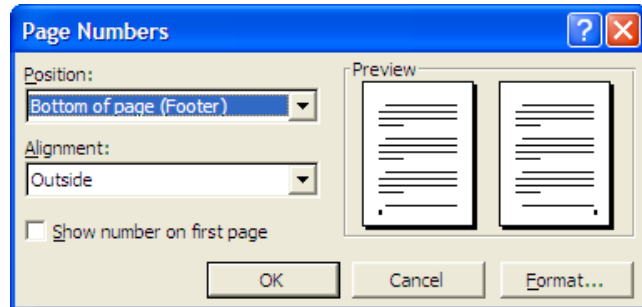 Page Numbers
Position:
Preview
Bottom of page (Footer)
Alignment:
Outside
Show number on first page
OK
Cancel
Format...